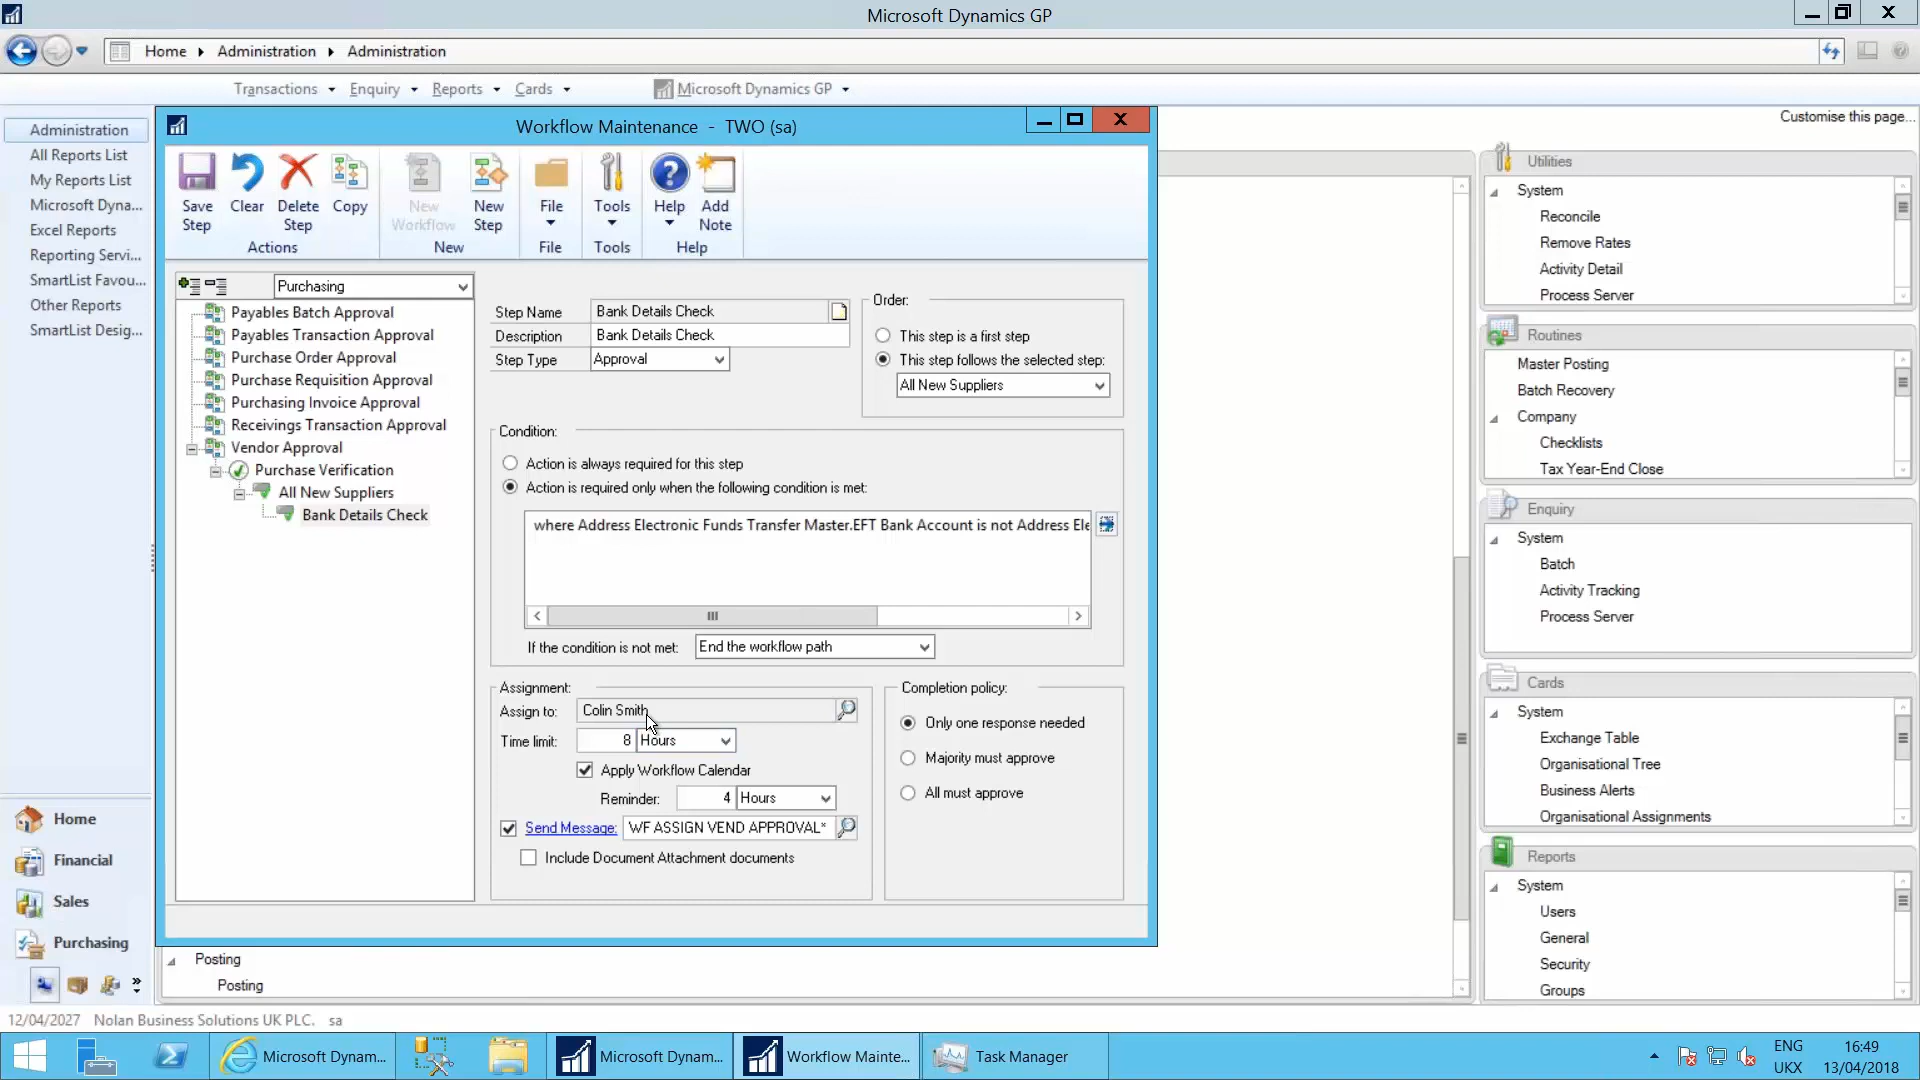 Microsoft Dynamics GP
Home
Administration
Administration
Transactions
Enquiry
Reports
Cards
Microsoft Dynamics GP
Customise this page...
Administration
All Reports List
My Reports List
Microsoft Dyna...
Excel Reports
Reporting Servi...
SmartList Favou...
Other Reports
SmartList Desig...
Home
Financial
Sales
Purchasing
Workflow Maintenance - TWO (sa)
Save Step
Clear
Delete Step
Copy
Actions
New Workflow
New Step
New
File
File
Tools
Tools
Help
Add Note
Help
Purchasing
Payables Batch Approval
Payables Transaction Approval
Purchase Order Approval
Purchase Requisition Approval
Purchasing Invoice Approval
Receivings Transaction Approval
Vendor Approval
Purchase Verification
All New Suppliers
Bank Details Check
Step Name Bank Details Check
Description Bank Details Check
Step Type Approval
Order:
This step is a first step
This step follows the selected step:
All New Suppliers
Condition:
Action is always required for this step
Action is required only when the following condition is met:
where Address Electronic Funds Transfer Master.EFT Bank Account is not Address Ele
If the condition is not met: End the workflow path
Assignment:
Assign to: Colin Smith
Time limit: 8 Hours
Apply Workflow Calendar
Reminder: 4 Hours
Send Message: WF ASSIGN VEND APPROVAL*
Include Document Attachment documents
Completion policy:
Only one response needed
Majority must approve
All must approve
Posting
Posting
Utilities
System
Reconcile
Remove Rates
Activity Detail
Process Server
Routines
Master Posting
Batch Recovery
Company
Checklists
Tax Year-End Close
Enquiry
System
Batch
Activity Tracking
Process Server
Cards
System
Exchange Table
Organisational Tree
Business Alerts
Organisational Assignments
Reports
System
Users
General
Security
Groups
12/04/2027 Nolan Business Solutions UK PLC. sa
Microsoft Dynam...
Microsoft Dynam...
Workflow Mainte...
Task Manager
ENG
UKX
16:49
13/04/2018